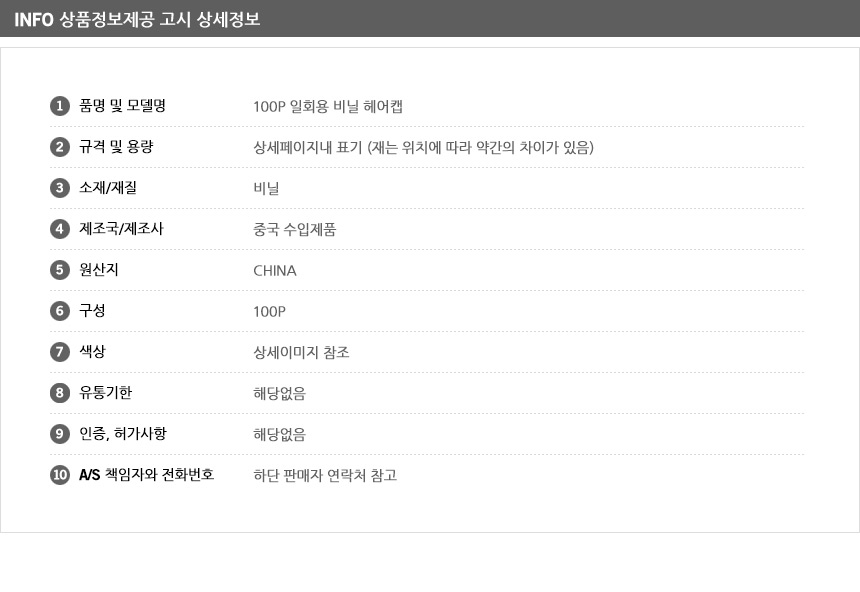 INFO 상품정보제공 고시 상세정보
1 품명 및 모델명 100P 일회용 비닐 헤어캡
2 규격 및 용량 상세페이지내 표기 (재는 위치에 따라 약간의 차이가 있음)
3 소재/재질 비닐
4 제조국/제조사 중국 수입제품
5 원산지 CHINA
6 구성 100P
7 색상 상세이미지 참조
8 유통기한 해당없음
9 인증, 허가사항 해당없음
10 A/S 책임자와 전화번호 하단 판매자 연락처 참고